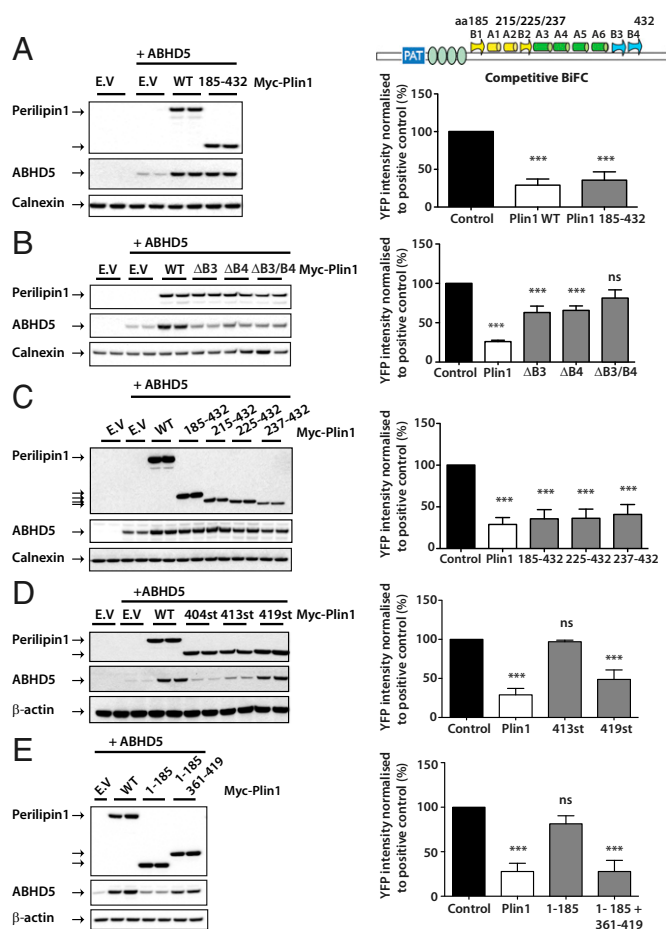 A
+ ABHD5
E.V
E.V
WT
185-432
Myc-Plin1
Perilipin1 →
→
ABHD5 →
Calnexin →
aa185
215/225/237
432
B1
A1
A2
B2
A3
A4
A5
A6
B3
B4
PAT
Competitive BiFC
YFP intensity normalised
to positive control (%)
150
100
50
0
***
***
Control
Plin1 WT
Plin1 185-432
B
+ ABHD5
E.V
E.V
WT
ΔB3
ΔB4
ΔB3/B4
Myc-Plin1
Perilipin1 →
ABHD5 →
Calnexin →
YFP intensity normalised
to positive control (%)
150
100
50
0
***
***
***
ns
Control
Plin1
ΔB3
ΔB4
ΔB3/B4
C
+ ABHD5
E.V
E.V
WT
185-432
215-432
225-432
237-432
Myc-Plin1
Perilipin1 →
ABHD5 →
Calnexin →
YFP intensity normalised
to positive control (%)
150
100
50
0
***
***
***
***
Control
Plin1
185-432
225-432
237-432
D
+ABHD5
E.V
E.V
WT
404st
413st
419st
Myc-Plin1
Perilipin1 →
→
ABHD5 →
β-actin →
YFP intensity normalised
to positive control (%)
150
100
50
0
***
ns
***
Control
Plin1
413st
419st
E
+ ABHD5
E.V
WT
1-185
1-185
361-419
Myc-Plin1
Perilipin1 →
→
→
ABHD5 →
β-actin →
YFP intensity normalised
to positive control (%)
150
100
50
0
***
ns
***
Control
Plin1
1-185
1- 185 +
361-419